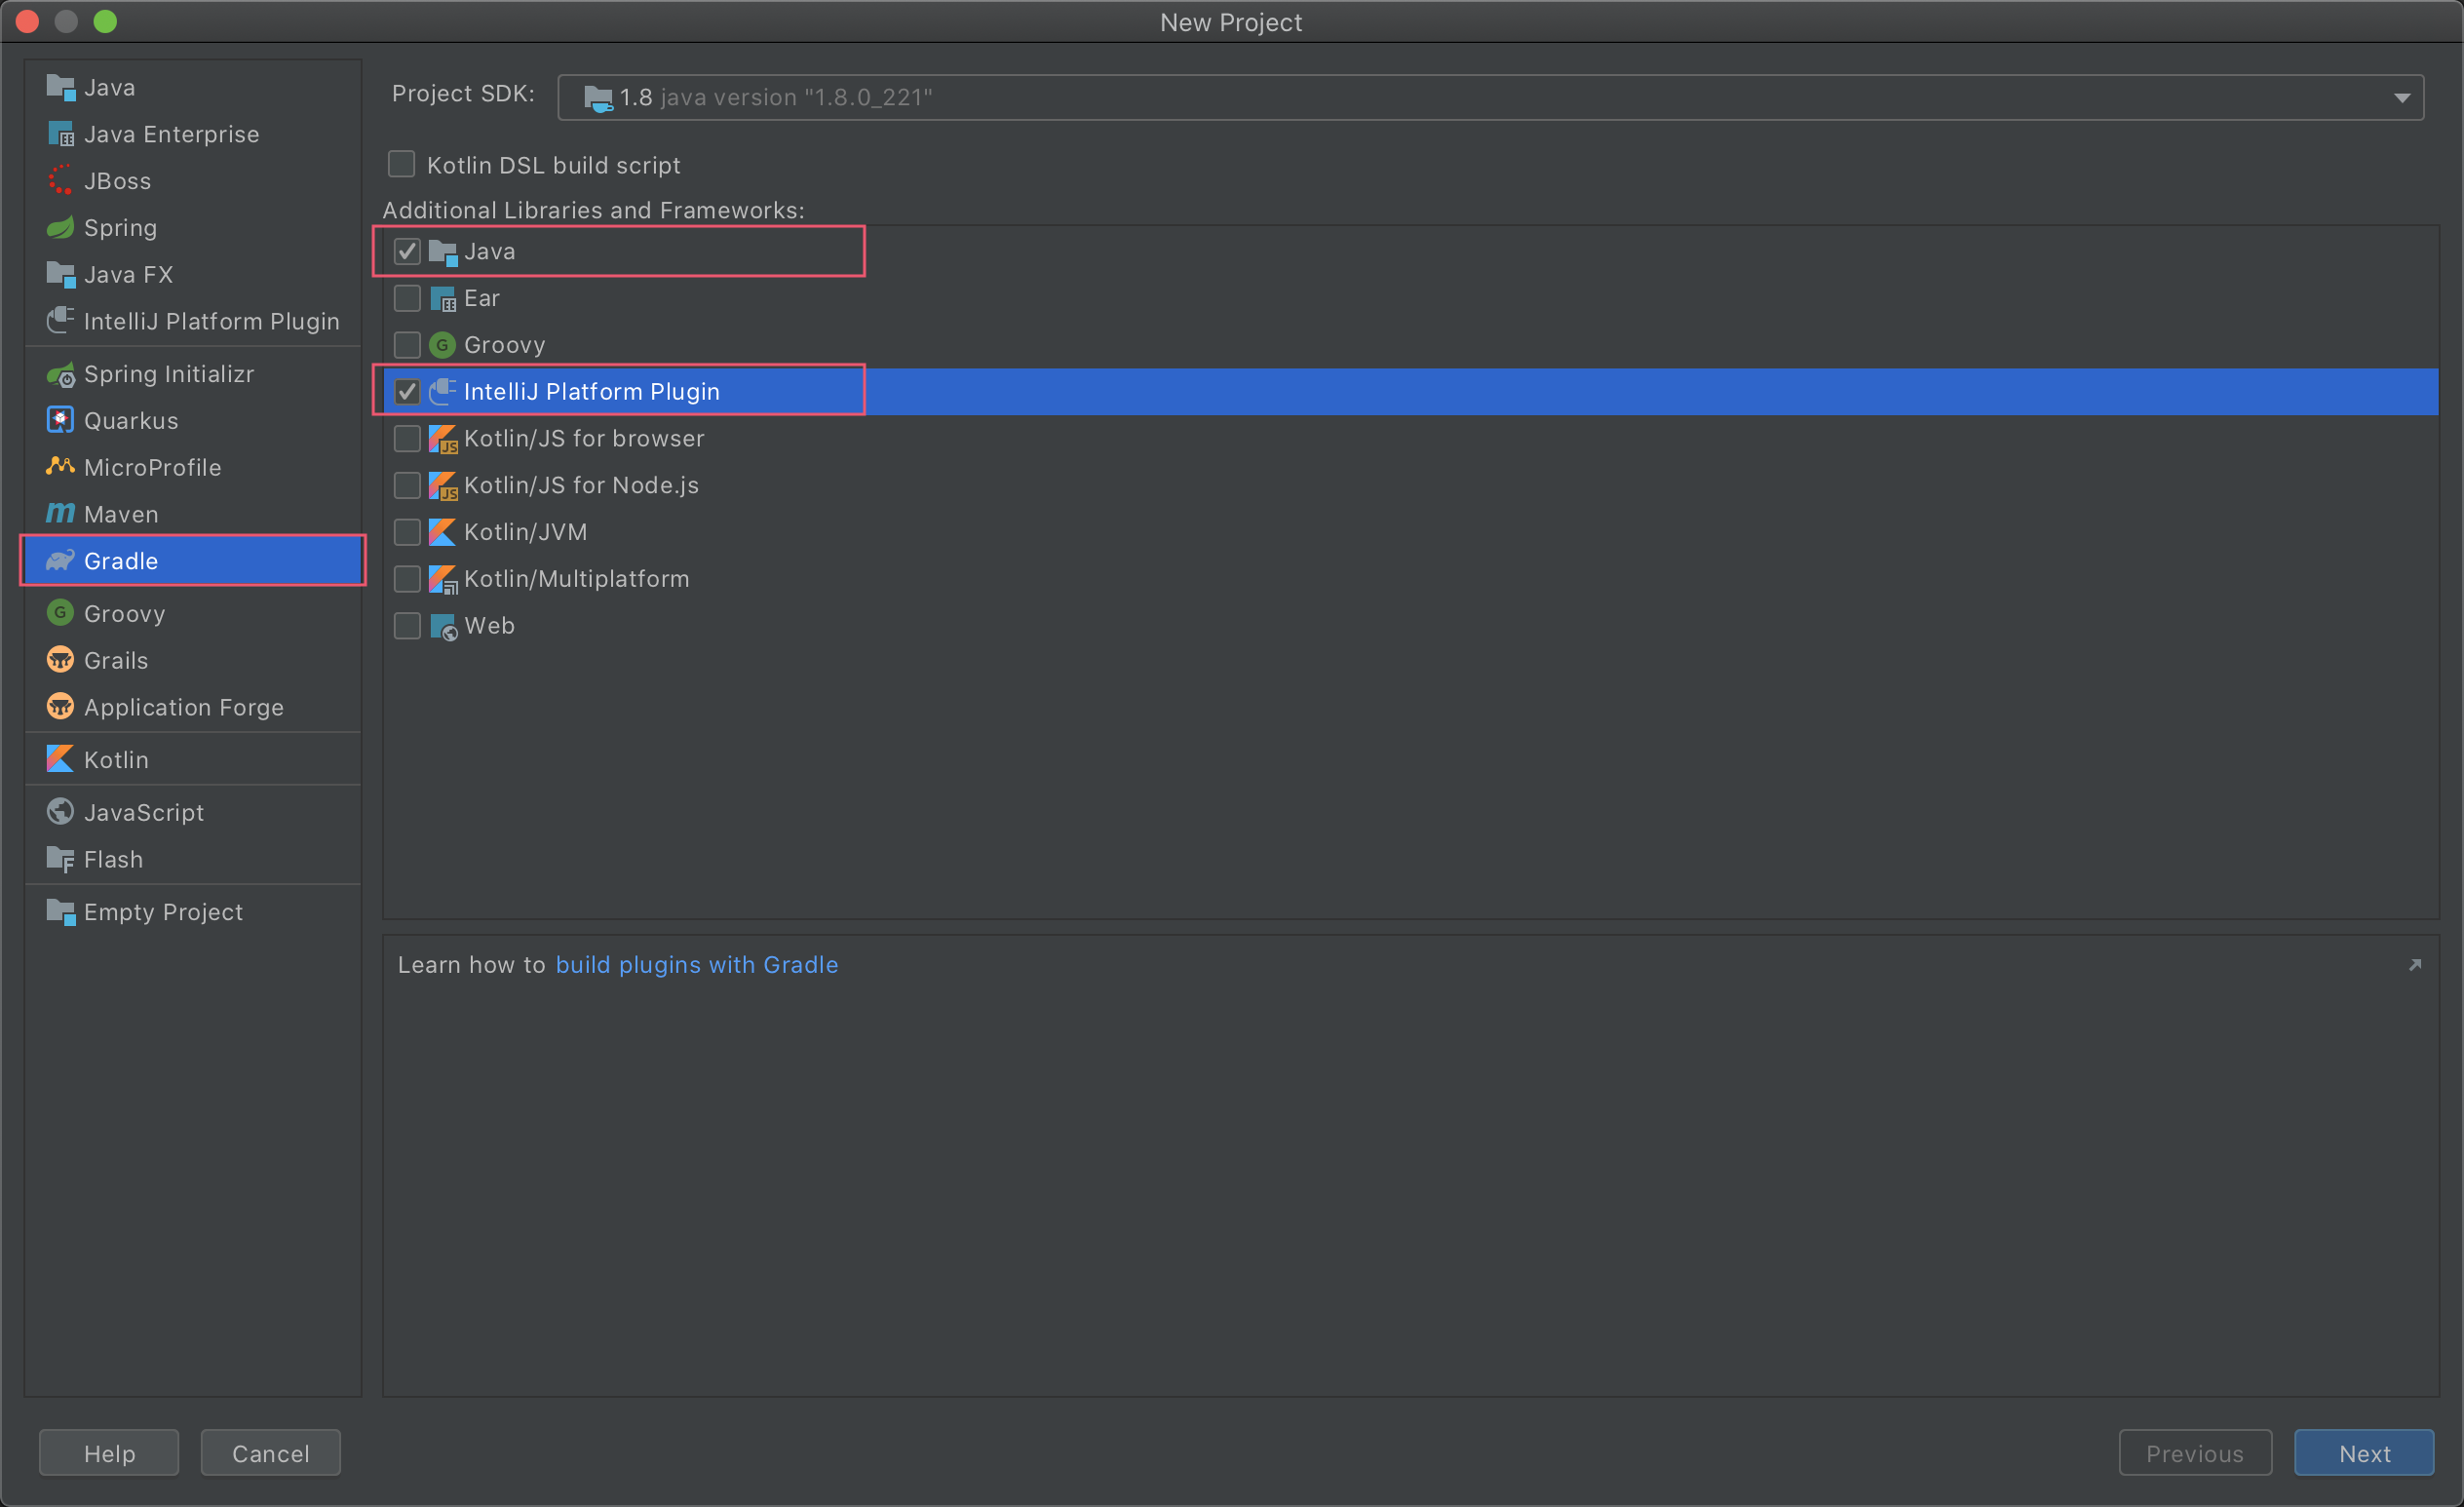 New Project
Java
Java Enterprise
JBoss
Spring
Java FX
IntelliJ Platform Plugin
Spring Initializr
Quarkus
MicroProfile
Maven
Gradle
Groovy
Grails
Application Forge
Kotlin
JavaScript
Flash
Empty Project
Project SDK: 1.8 java version "1.8.0_221"
Kotlin DSL build script
Additional Libraries and Frameworks:
Java
Ear
Groovy
IntelliJ Platform Plugin
Kotlin/JS for browser
Kotlin/JS for Node.js
Kotlin/JVM
Kotlin/Multiplatform
Web
Learn how to build plugins with Gradle
Help Cancel Previous Next